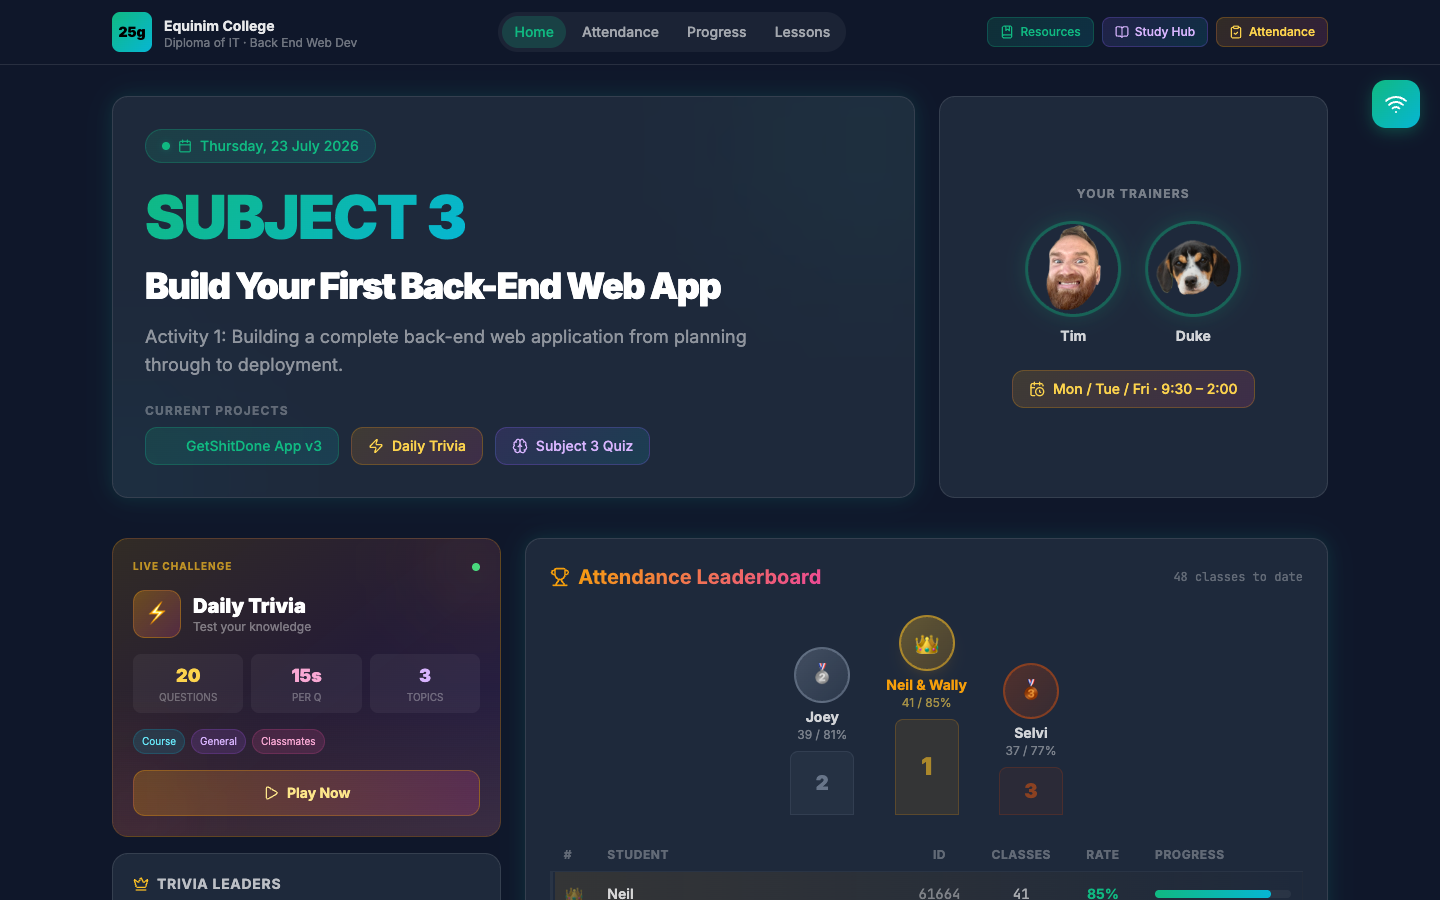 25g
Equinim College
Diploma of IT · Back End Web Dev
Home
Attendance
Progress
Lessons
Resources
Study Hub
Attendance
Thursday, 23 July 2026
SUBJECT 3
Build Your First Back-End Web App
Activity 1: Building a complete back-end web application from planning
through to deployment.
CURRENT PROJECTS
GetShitDone App v3
Daily Trivia
Subject 3 Quiz
YOUR TRAINERS
Tim
Duke
Mon / Tue / Fri · 9:30 – 2:00
LIVE CHALLENGE
Daily Trivia
Test your knowledge
20
QUESTIONS
15s
PER Q
3
TOPICS
Course
General
Classmates
Play Now
TRIVIA LEADERS
Attendance Leaderboard
48 classes to date
2
Joey
39 / 81%
2
Neil & Wally
41 / 85%
1
3
Selvi
37 / 77%
3
# STUDENT ID CLASSES RATE PROGRESS
Neil 61664 41 85%